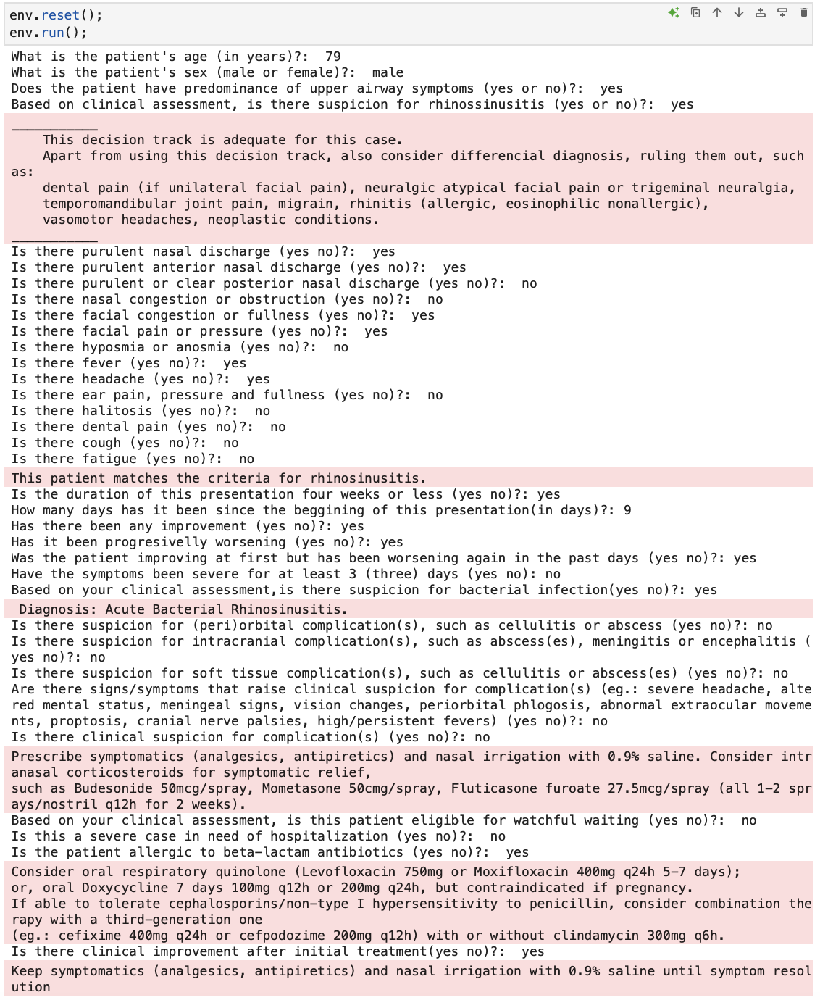 env.reset();
env.run();
What is the patient's age (in years)?:  79
What is the patient's sex (male or female)?:  male
Does the patient have predominance of upper airway symptoms (yes or no)?:  yes
Based on clinical assessment, is there suspicion for rhinossinusitis (yes or no)?:  yes
___________
    This decision track is adequate for this case.
    Apart from using this decision track, also consider differencial diagnosis, ruling them out, such
as:
    dental pain (if unilateral facial pain), neuralgic atypical facial pain or trigeminal neuralgia,
    temporomandibular joint pain, migrain, rhinitis (allergic, eosinophilic nonallergic),
    vasomotor headaches, neoplastic conditions.
___________
Is there purulent nasal discharge (yes no)?:  yes
Is there purulent anterior nasal discharge (yes no)?:  yes
Is there purulent or clear posterior nasal discharge (yes no)?:  no
Is there nasal congestion or obstruction (yes no)?:  no
Is there facial congestion or fullness (yes no)?:  yes
Is there facial pain or pressure (yes no)?:  yes
Is there hyposmia or anosmia (yes no)?:  no
Is there fever (yes no)?:  yes
Is there headache (yes no)?:  yes
Is there ear pain, pressure and fullness (yes no)?:  no
Is there halitosis (yes no)?:  no
Is there dental pain (yes no)?:  no
Is there cough (yes no)?:  no
Is there fatigue (yes no)?:  no
This patient matches the criteria for rhinosinusitis.
Is the duration of this presentation four weeks or less (yes no)?: yes
How many days has it been since the beggining of this presentation(in days)?: 9
Has there been any improvement (yes no)?: yes
Has it been progresivelly worsening (yes no)?: yes
Was the patient improving at first but has been worsening again in the past days (yes no)?: yes
Have the symptoms been severe for at least 3 (three) days (yes no): no
Based on your clinical assessment,is there suspicion for bacterial infection(yes no)?: yes
 Diagnosis: Acute Bacterial Rhinosinusitis.
Is there suspicion for (peri)orbital complication(s), such as cellulitis or abscess (yes no)?: no
Is there suspicion for intracranial complication(s), such as abscess(es), meningitis or encephalitis (
yes no)?: no
Is there suspicion for soft tissue complication(s), such as cellulitis or abscess(es) (yes no)?: no
Are there signs/symptoms that raise clinical suspicion for complication(s) (eg.: severe headache, alte
red mental status, meningeal signs, vision changes, periorbital phlogosis, abnormal extraocular moveme
nts, proptosis, cranial nerve palsies, high/persistent fevers) (yes no)?: no
Is there clinical suspicion for complication(s) (yes no)?: no
Prescribe symptomatics (analgesics, antipiretics) and nasal irrigation with 0.9% saline. Consider intr
anasal corticosteroids for symptomatic relief,
such as Budesonide 50mcg/spray, Mometasone 50cmg/spray, Fluticasone furoate 27.5mcg/spray (all 1-2 spr
ays/nostril q12h for 2 weeks).
Based on your clinical assessment, is this patient eligible for watchful waiting (yes no)?:  no
Is this a severe case in need of hospitalization (yes no)?:  no
Is the patient allergic to beta-lactam antibiotics (yes no)?:  yes
Consider oral respiratory quinolone (Levofloxacin 750mg or Moxifloxacin 400mg q24h 5-7 days);
or, oral Doxycycline 7 days 100mg q12h or 200mg q24h, but contraindicated if pregnancy.
If able to tolerate cephalosporins/non-type I hypersensitivity to penicillin, consider combination the
rapy with a third-generation one
(eg.: cefixime 400mg q24h or cefpodozime 200mg q12h) with or without clindamycin 300mg q6h.
Is there clinical improvement after initial treatment(yes no)?:  yes
Keep symptomatics (analgesics, antipiretics) and nasal irrigation with 0.9% saline until symptom resol
ution